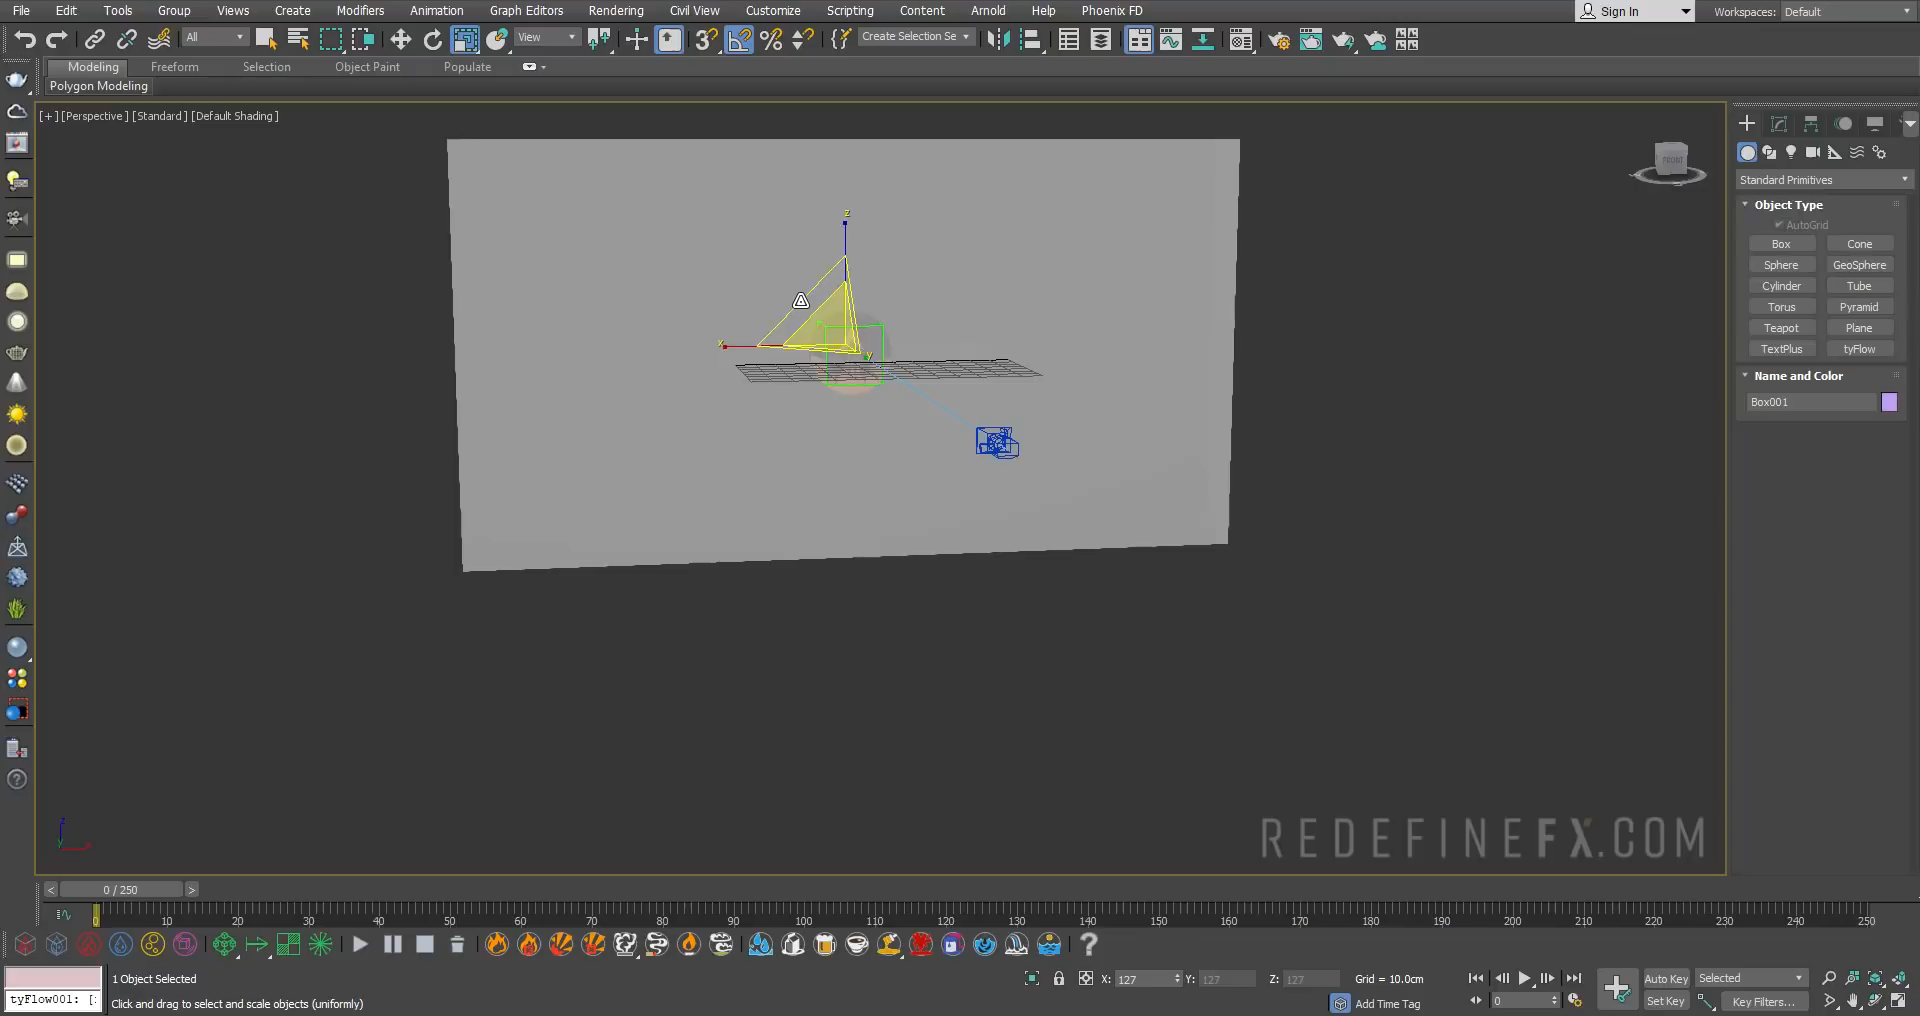 File Edit Tools Group Views Create Modifiers Animation Graph Editors Rendering Civil View Customize Scripting Content Arnold Help Phoenix FD Sign In Workspaces: Default
All View Create Selection Se
Modeling Freeform Selection Object Paint Populate
Polygon Modeling
[+] [Perspective ] [Standard ] [Default Shading ]
FRONT
Standard Primitives
Object Type
AutoGrid
Box Cone
Sphere GeoSphere
Cylinder Tube
Torus Pyramid
Teapot Plane
TextPlus tyFlow
Name and Color
Box001
z
x
y
z
y
REDEFINEFX.COM
< 0 / 250 >
0 10 20 30 40 50 60 70 80 90 100 110 120 130 140 150 160 170 180 190 200 210 220 230 240 250
1 Object Selected X: 127 Y: 127 Z: 127 Grid = 10.0cm Auto Key Selected
tyFlow001: [: Click and drag to select and scale objects (uniformly) Add Time Tag 0 Set Key Key Filters...